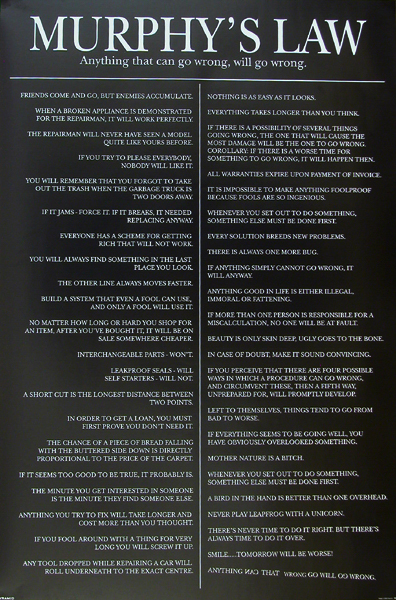 MURPHY'S LAW
Anything that can go wrong, will go wrong.
FRIENDS COME AND GO, BUT ENEMIES ACCUMULATE.
WHEN A BROKEN APPLIANCE IS DEMONSTRATED
FOR THE REPAIRMAN, IT WILL WORK PERFECTLY.
THE REPAIRMAN WILL NEVER HAVE SEEN A MODEL
QUITE LIKE YOURS BEFORE.
IF YOU TRY TO PLEASE EVERYBODY,
NOBODY WILL LIKE IT.
YOU WILL REMEMBER THAT YOU FORGOT TO TAKE
OUT THE TRASH WHEN THE GARBAGE TRUCK IS
TWO DOORS AWAY.
IF IT JAMS - FORCE IT. IF IT BREAKS, IT NEEDED
REPLACING ANYWAY.
EVERYONE HAS A SCHEME FOR GETTING
RICH THAT WILL NOT WORK.
YOU WILL ALWAYS FIND SOMETHING IN THE LAST
PLACE YOU LOOK.
THE OTHER LINE ALWAYS MOVES FASTER.
BUILD A SYSTEM THAT EVEN A FOOL CAN USE,
AND ONLY A FOOL WILL USE IT.
NO MATTER HOW LONG OR HARD YOU SHOP FOR
AN ITEM, AFTER YOU'VE BOUGHT IT, IT WILL BE ON
SALE SOMEWHERE CHEAPER.
INTERCHANGEABLE PARTS - WON'T.
LEAKPROOF SEALS - WILL
SELF STARTERS - WILL NOT.
A SHORT CUT IS THE LONGEST DISTANCE BETWEEN
TWO POINTS.
IN ORDER TO GET A LOAN, YOU MUST
FIRST PROVE YOU DON'T NEED IT.
THE CHANCE OF A PIECE OF BREAD FALLING
WITH THE BUTTERED SIDE DOWN IS DIRECTLY
PROPORTIONAL TO THE PRICE OF THE CARPET.
IF IT SEEMS TOO GOOD TO BE TRUE, IT PROBABLY IS.
THE MINUTE YOU GET INTERESTED IN SOMEONE
IS THE MINUTE THEY FIND SOMEONE ELSE.
ANYTHING YOU TRY TO FIX WILL TAKE LONGER AND
COST MORE THAN YOU THOUGHT.
IF YOU FOOL AROUND WITH A THING FOR VERY
LONG YOU WILL SCREW IT UP.
ANY TOOL DROPPED WHILE REPAIRING A CAR WILL
ROLL UNDERNEATH TO THE EXACT CENTRE.
NOTHING IS AS EASY AS IT LOOKS.
EVERYTHING TAKES LONGER THAN YOU THINK.
IF THERE IS A POSSIBILITY OF SEVERAL THINGS
GOING WRONG, THE ONE THAT WILL CAUSE THE
MOST DAMAGE WILL BE THE ONE TO GO WRONG.
COROLLARY: IF THERE IS A WORSE TIME FOR
SOMETHING TO GO WRONG, IT WILL HAPPEN THEN.
ALL WARRANTIES EXPIRE UPON PAYMENT OF INVOICE.
IT IS IMPOSSIBLE TO MAKE ANYTHING FOOLPROOF
BECAUSE FOOLS ARE SO INGENIOUS.
WHENEVER YOU SET OUT TO DO SOMETHING,
SOMETHING ELSE MUST BE DONE FIRST.
EVERY SOLUTION BREEDS NEW PROBLEMS.
THERE IS ALWAYS ONE MORE BUG.
IF ANYTHING SIMPLY CANNOT GO WRONG, IT
WILL ANYWAY.
ANYTHING GOOD IN LIFE IS EITHER ILLEGAL,
IMMORAL OR FATTENING.
IF MORE THAN ONE PERSON IS RESPONSIBLE FOR A
MISCALCULATION, NO ONE WILL BE AT FAULT.
BEAUTY IS ONLY SKIN DEEP, UGLY GOES TO THE BONE.
IN CASE OF DOUBT, MAKE IT SOUND CONVINCING.
IF YOU PERCEIVE THAT THERE ARE FOUR POSSIBLE
WAYS IN WHICH A PROCEDURE CAN GO WRONG,
AND CIRCUMVENT THESE, THEN A FIFTH WAY,
UNPREPARED FOR, WILL PROMPTLY DEVELOP.
LEFT TO THEMSELVES, THINGS TEND TO GO FROM
BAD TO WORSE.
IF EVERYTHING SEEMS TO BE GOING WELL, YOU
HAVE OBVIOUSLY OVERLOOKED SOMETHING.
MOTHER NATURE IS A BITCH.
WHENEVER YOU SET OUT TO DO SOMETHING,
SOMETHING ELSE MUST BE DONE FIRST.
A BIRD IN THE HAND IS BETTER THAN ONE OVERHEAD.
NEVER PLAY LEAPFROG WITH A UNICORN.
THERE'S NEVER TIME TO DO IT RIGHT. BUT THERE'S
ALWAYS TIME TO DO IT OVER.
SMILE....TOMORROW WILL BE WORSE!
ANYTHING CAN THAT WRONG GO WILL GO WRONG.